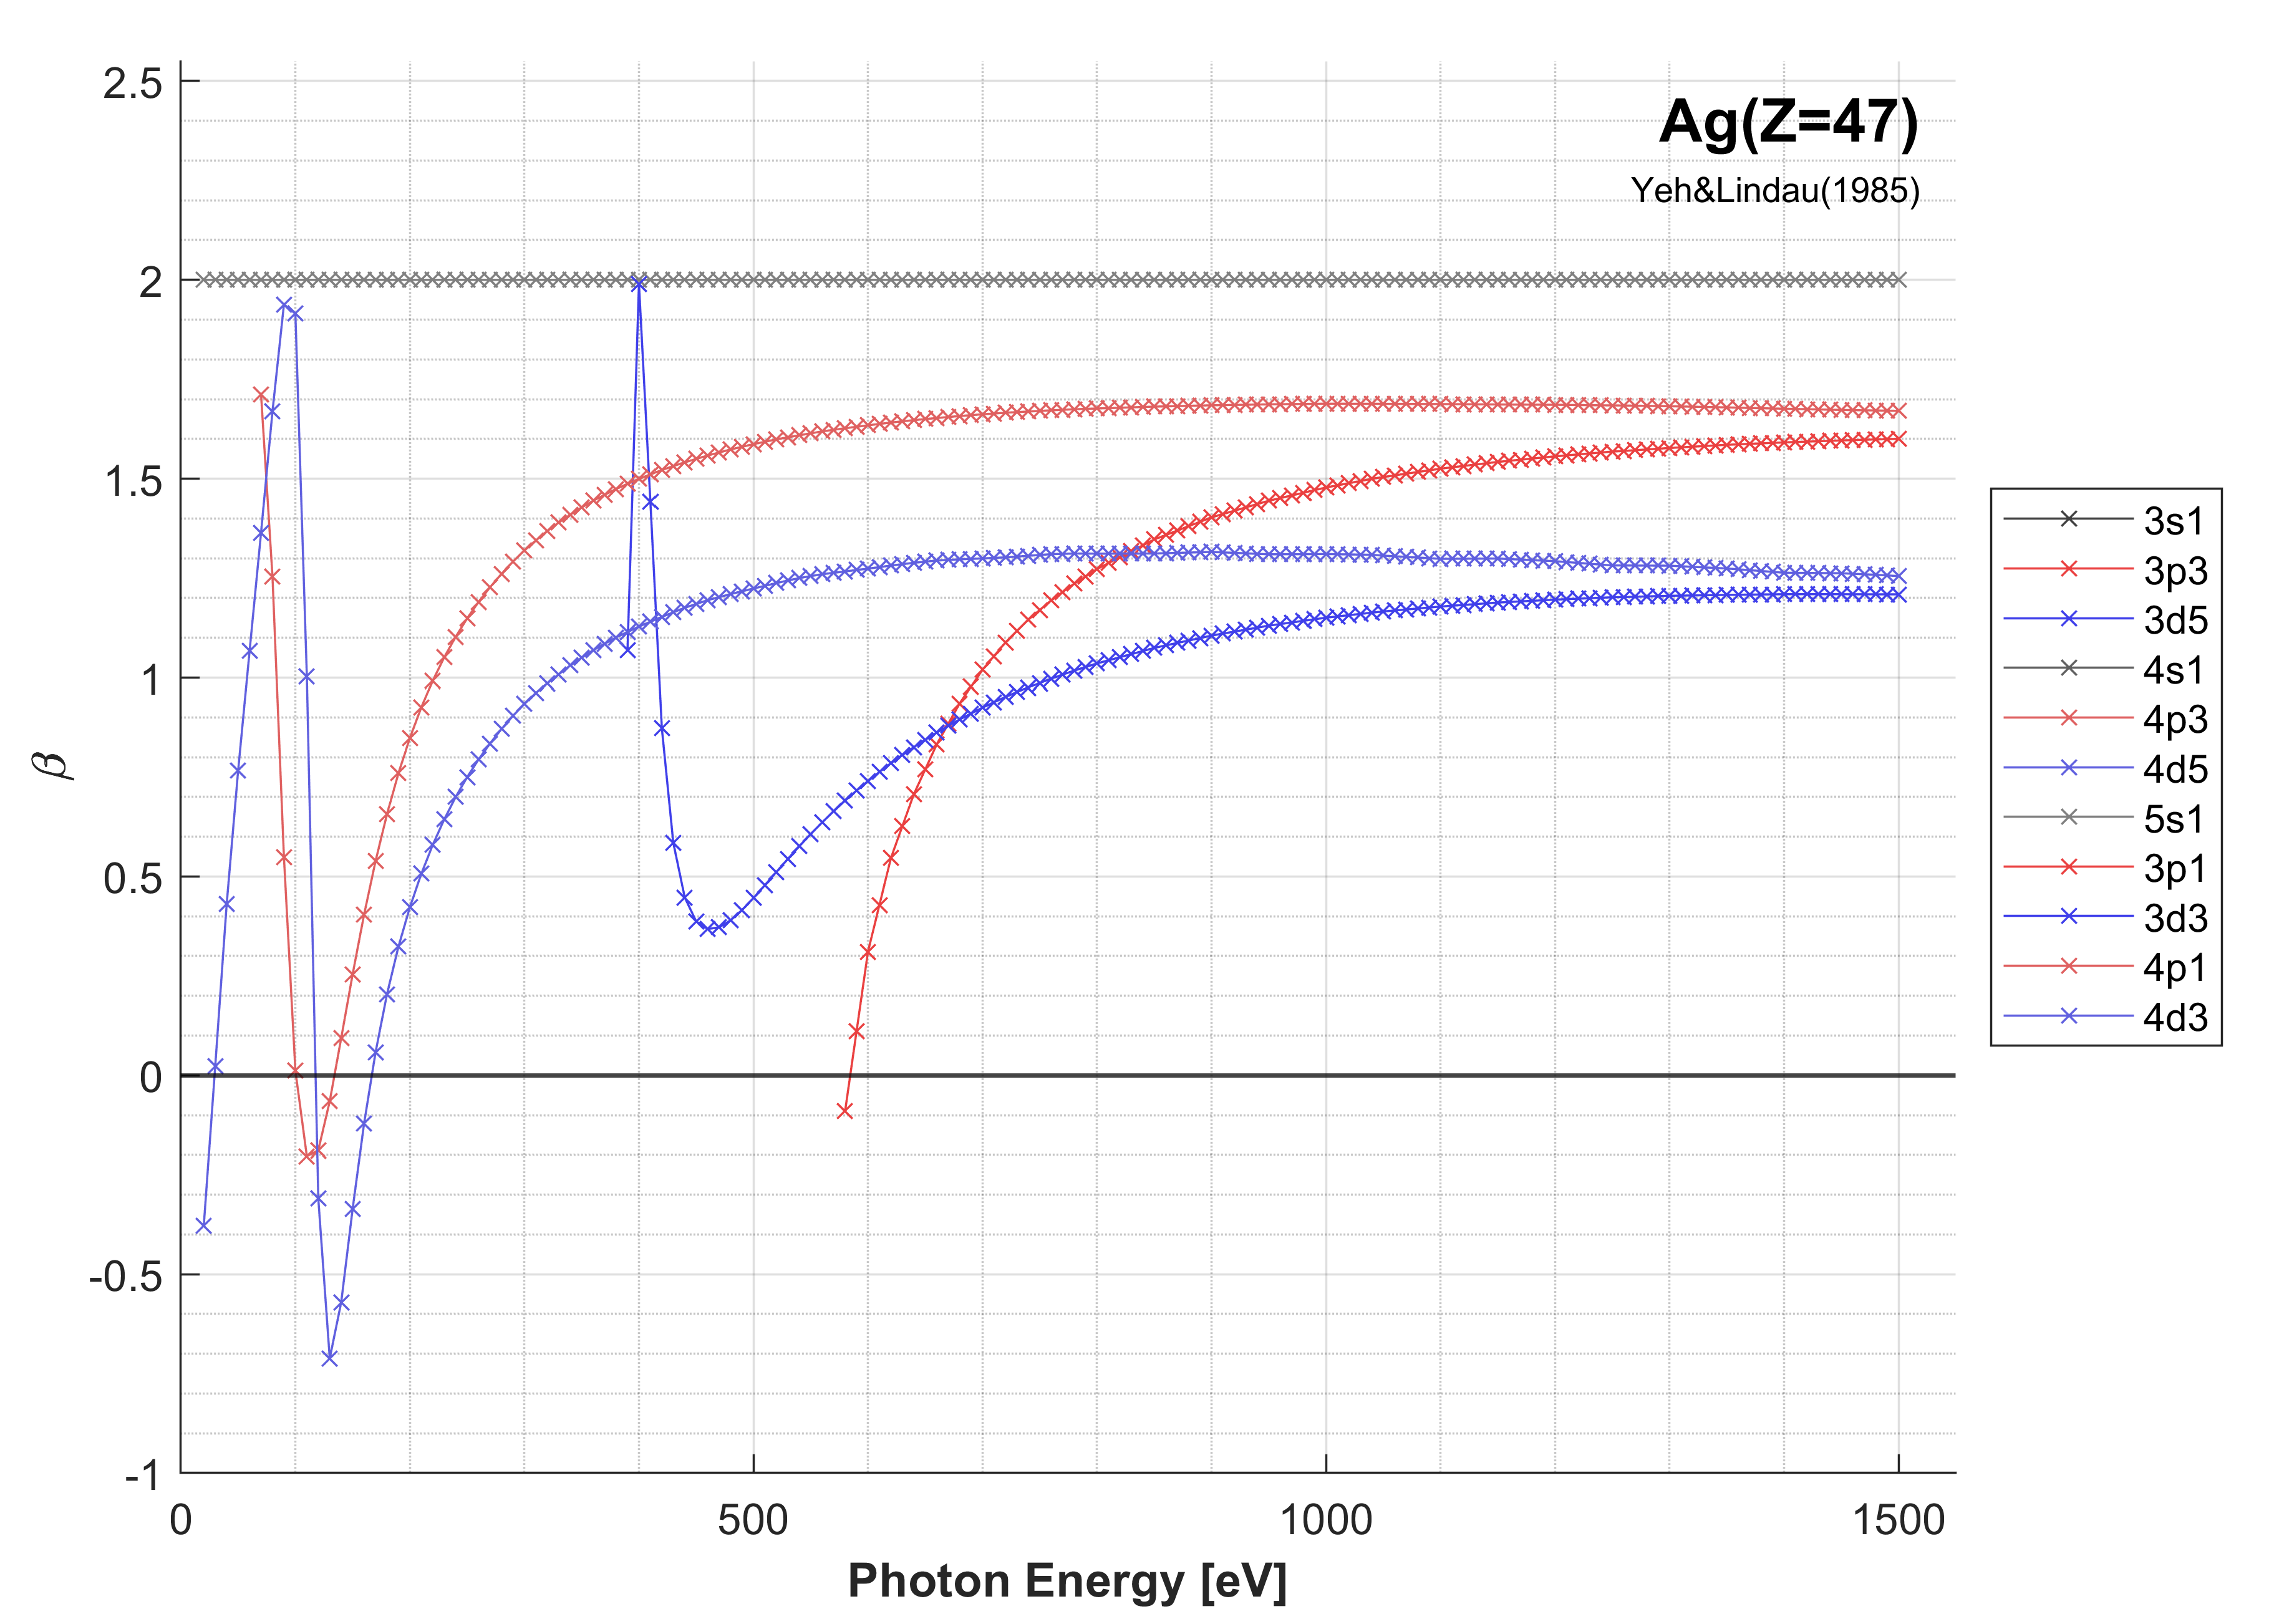 Ag(Z=47)
Yeh&Lindau(1985)
2.5
2
1.5
1
0.5
0
-0.5
-1
β
0 500 1000 1500
Photon Energy [eV]
3s1
3p3
3d5
4s1
4p3
4d5
5s1
3p1
3d3
4p1
4d3